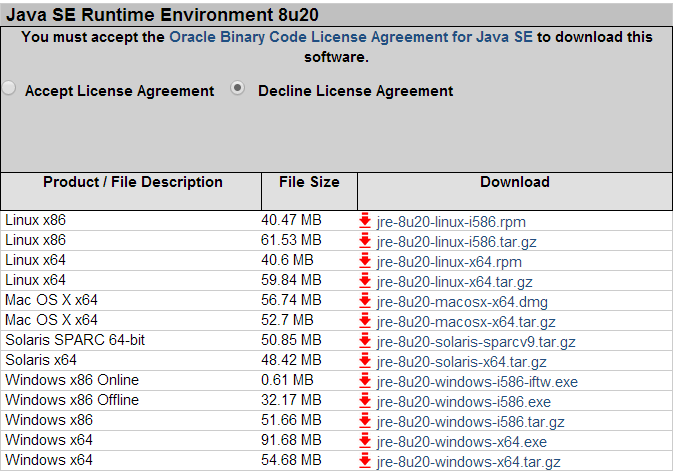 Java SE Runtime Environment 8u20
You must accept the Oracle Binary Code License Agreement for Java SE to download this
software.
Accept License Agreement Decline License Agreement
Product / File Description File Size Download
Linux x86 40.47 MB jre-8u20-linux-i586.rpm
Linux x86 61.53 MB jre-8u20-linux-i586.tar.gz
Linux x64 40.6 MB jre-8u20-linux-x64.rpm
Linux x64 59.84 MB jre-8u20-linux-x64.tar.gz
Mac OS X x64 56.74 MB jre-8u20-macosx-x64.dmg
Mac OS X x64 52.7 MB jre-8u20-macosx-x64.tar.gz
Solaris SPARC 64-bit 50.85 MB jre-8u20-solaris-sparcv9.tar.gz
Solaris x64 48.42 MB jre-8u20-solaris-x64.tar.gz
Windows x86 Online 0.61 MB jre-8u20-windows-i586-iftw.exe
Windows x86 Offline 32.17 MB jre-8u20-windows-i586.exe
Windows x86 51.66 MB jre-8u20-windows-i586.tar.gz
Windows x64 91.68 MB jre-8u20-windows-x64.exe
Windows x64 54.68 MB jre-8u20-windows-x64.tar.gz